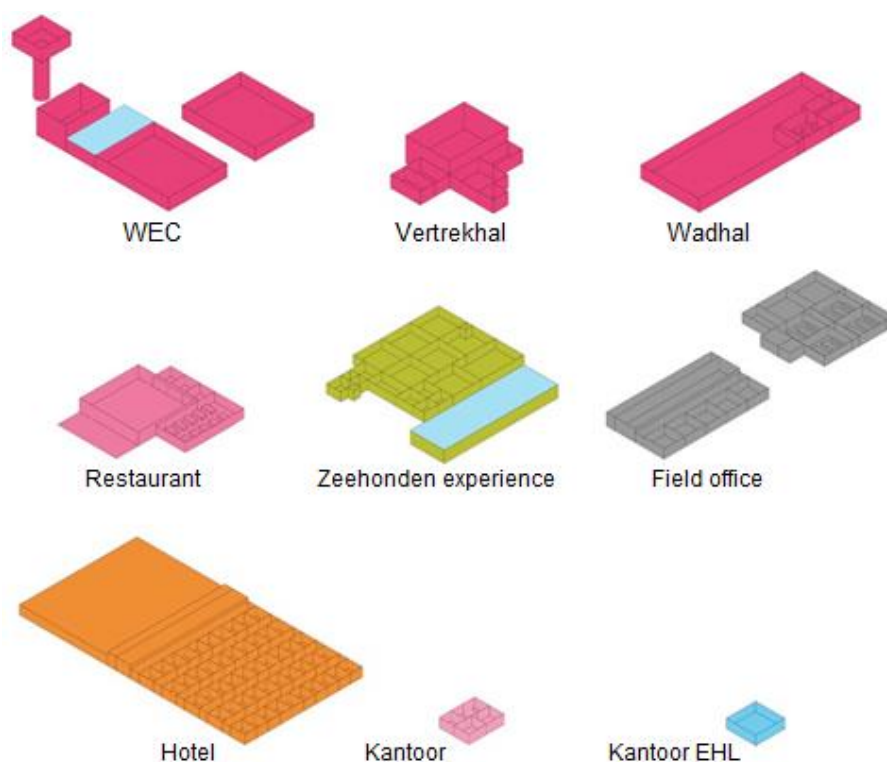 WEC
Vertrekhal
Wadhal
Restaurant
Zeehonden experience
Field office
Hotel
Kantoor
Kantoor EHL